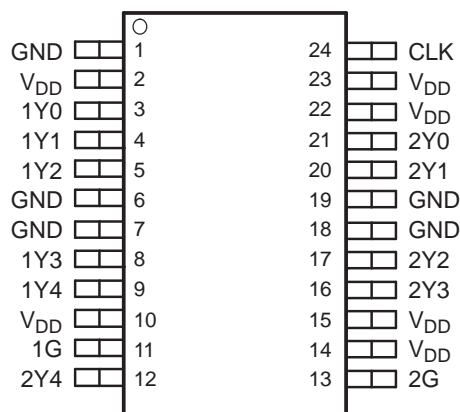 GND 1 24 CLK
VDD 2 23 VDD
1Y0 3 22 VDD
1Y1 4 21 2Y0
1Y2 5 20 2Y1
GND 6 19 GND
GND 7 18 GND
1Y3 8 17 2Y2
1Y4 9 16 2Y3
VDD 10 15 VDD
1G 11 14 VDD
2Y4 12 13 2G